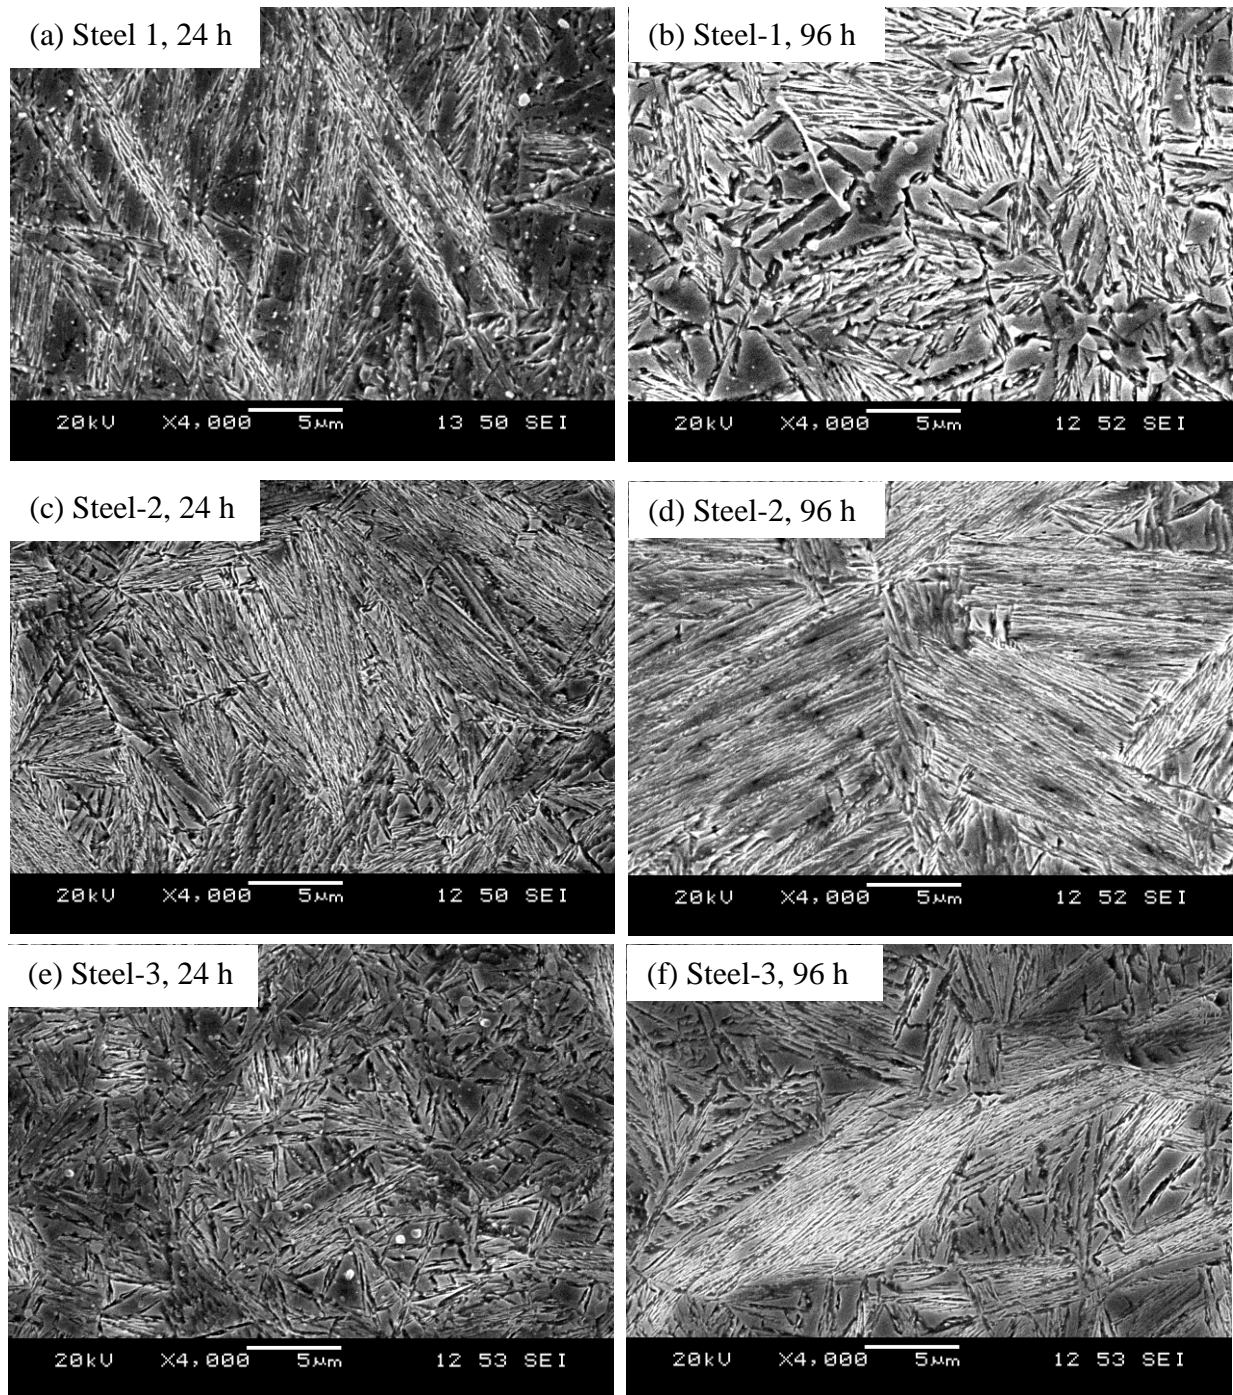 (a) Steel 1, 24 h
(b) Steel-1, 96 h
20kV X4,000 5μm 13 50 SEI
20kV X4,000 5μm 12 52 SEI
(c) Steel-2, 24 h
(d) Steel-2, 96 h
20kV X4,000 5μm 12 50 SEI
20kV X4,000 5μm 12 52 SEI
(e) Steel-3, 24 h
(f) Steel-3, 96 h
20kV X4,000 5μm 12 53 SEI
20kV X4,000 5μm 12 53 SEI